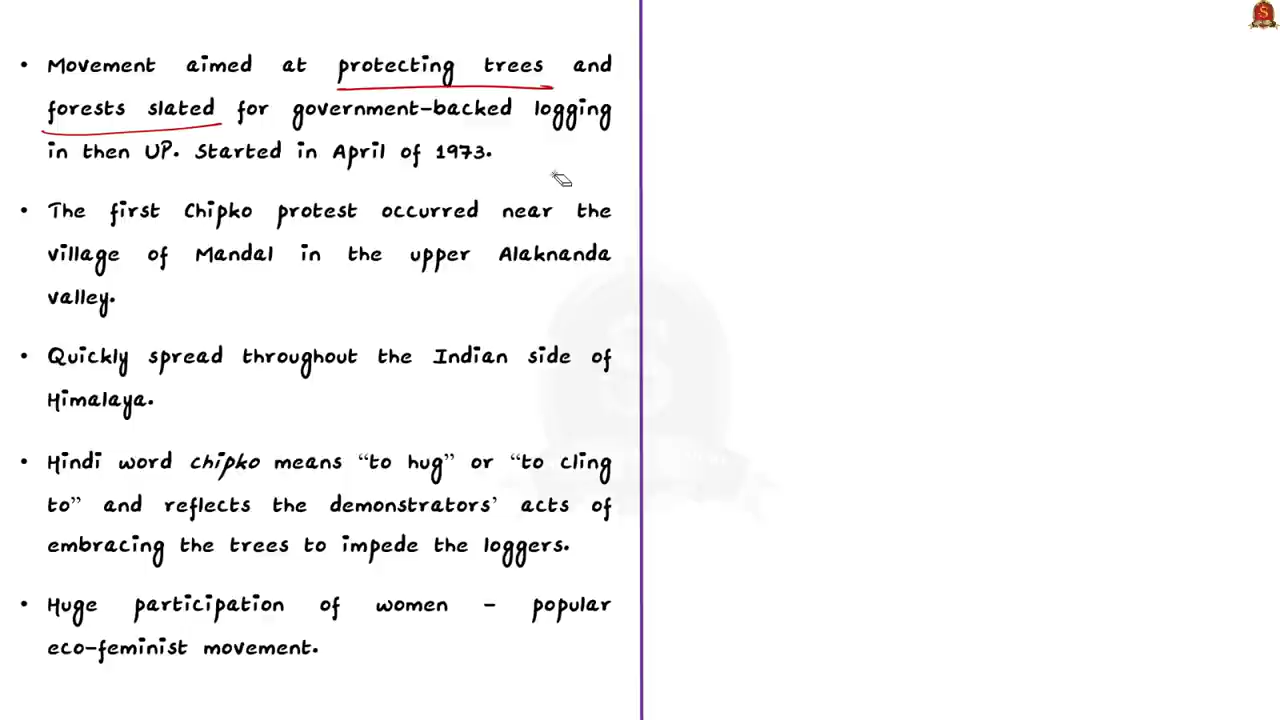 • Movement aimed at protecting trees and
forests slated for government-backed logging
in then UP. Started in April of 1973.
• The first Chipko protest occurred near the
village of Mandal in the upper Alaknanda
valley.
• Quickly spread throughout the Indian side of
Himalaya.
• Hindi word chipko means “to hug” or “to cling
to” and reflects the demonstrators’ acts of
embracing the trees to impede the loggers.
• Huge participation of women - popular
eco-feminist movement.